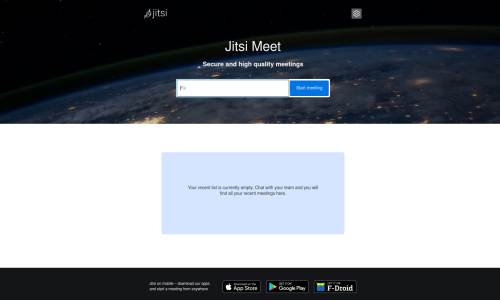 jitsi
Jitsi Meet
Secure and high quality meetings
Start meeting
Your recent list is currently empty. Chat with your team and you will
find all your recent meetings here.
Jitsi on mobile – download our apps
and start a meeting from anywhere
Download on the
App Store
GET IT ON
Google Play
GET IT ON
F-Droid